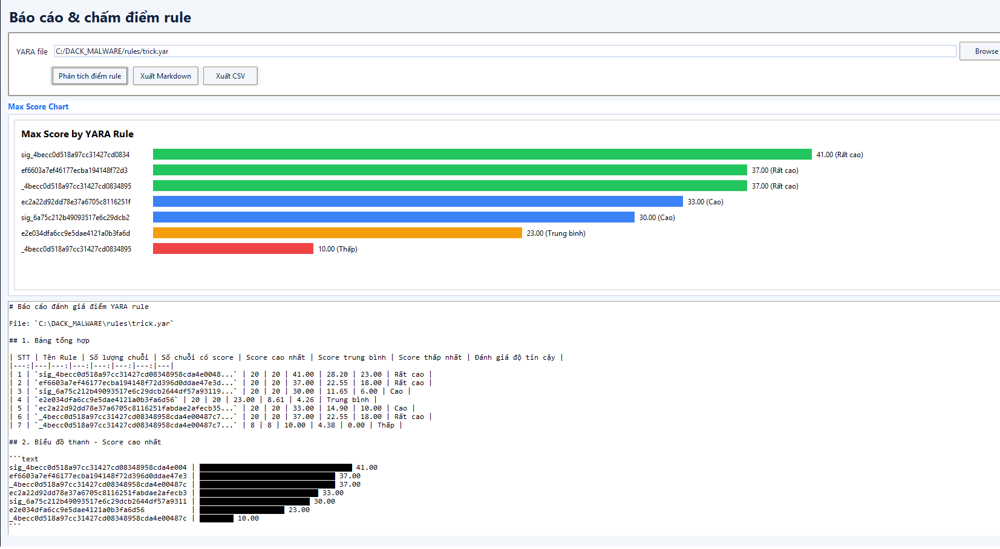 Báo cáo & chấm điểm rule
YARA file C:/DACK_MALWARE/rules/trick.yar Browse
Phân tích điểm rule Xuất Markdown Xuất CSV
Max Score Chart
Max Score by YARA Rule
sig_4becc0d518a97cc31427cd0834 41.00 (Rất cao)
ef6603a7ef46177ecba194148f72d3 37.00 (Rất cao)
_4becc0d518a97cc31427cd0834895 37.00 (Rất cao)
ec2a22d92dd78e37a6705c8116251f 33.00 (Cao)
sig_6a75c212b49093517e6c29dcb2 30.00 (Cao)
e2e034dfa6cc9e5dae4121a0b3fa6d 23.00 (Trung bình)
_4becc0d518a97cc31427cd0834895 10.00 (Thấp)
# Báo cáo đánh giá điểm YARA rule
File: `C:\DACK_MALWARE\rules\trick.yar`
## 1. Bảng tổng hợp
| STT | Tên Rule | Số lượng chuỗi | Số chuỗi có score | Score cao nhất | Score trung bình | Score thấp nhất | Đánh giá độ tin cậy |
|---:|---|---:|---:|---:|---:|---:|---|
| 1 | `sig_4becc0d518a97cc31427cd08348958cda4e0048...` | 20 | 20 | 41.00 | 28.20 | 23.00 | Rất cao |
| 2 | `ef6603a7ef46177ecba194148f72d396d0ddae47e3d...` | 20 | 20 | 37.00 | 22.55 | 18.00 | Rất cao |
| 3 | `sig_6a75c212b49093517e6c29dcb2644df57a93119...` | 20 | 20 | 30.00 | 11.65 | 6.00 | Cao |
| 4 | `e2e034dfa6cc9e5dae4121a0b3fa6d56` | 20 | 20 | 23.00 | 8.61 | 4.26 | Trung bình |
| 5 | `ec2a22d92dd78e37a6705c8116251fabdae2afecb35...` | 20 | 20 | 33.00 | 14.90 | 10.00 | Cao |
| 6 | `_4becc0d518a97cc31427cd08348958cda4e00487c7...` | 20 | 20 | 37.00 | 22.55 | 18.00 | Rất cao |
| 7 | `_4becc0d518a97cc31427cd08348958cda4e00487c7...` | 8 | 8 | 10.00 | 4.38 | 0.00 | Thấp |
## 2. Biểu đồ thanh - Score cao nhất
```text
sig_4becc0d518a97cc31427cd08348958cda4e004 | 41.00
ef6603a7ef46177ecba194148f72d396d0ddae47e3 | 37.00
_4becc0d518a97cc31427cd08348958cda4e00487c | 37.00
ec2a22d92dd78e37a6705c8116251fabdae2afecb3 | 33.00
sig_6a75c212b49093517e6c29dcb2644df57a9311 | 30.00
e2e034dfa6cc9e5dae4121a0b3fa6d56 | 23.00
_4becc0d518a97cc31427cd08348958cda4e00487c | 10.00
```